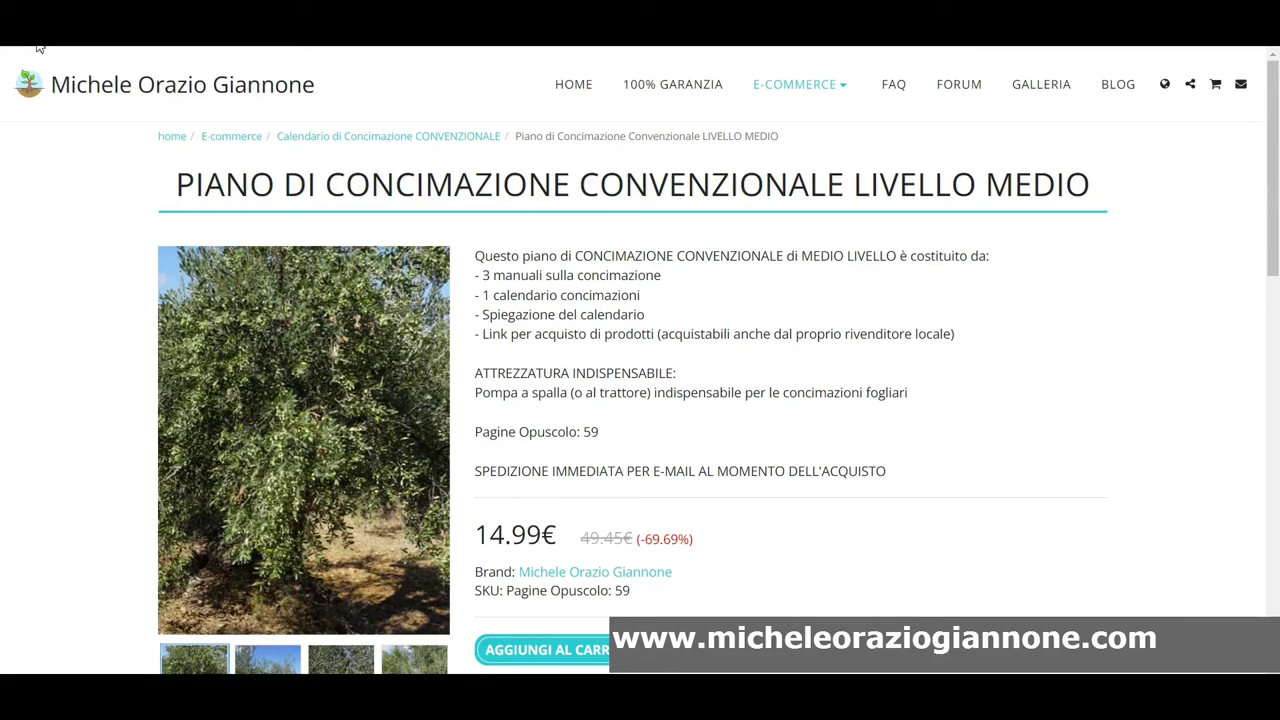 Michele Orazio Giannone
HOME 100% GARANZIA E-COMMERCE FAQ FORUM GALLERIA BLOG
home / E-commerce / Calendario di Concimazione CONVENZIONALE / Piano di Concimazione Convenzionale LIVELLO MEDIO
PIANO DI CONCIMAZIONE CONVENZIONALE LIVELLO MEDIO
Questo piano di CONCIMAZIONE CONVENZIONALE di MEDIO LIVELLO è costituito da:
- 3 manuali sulla concimazione
- 1 calendario concimazioni
- Spiegazione del calendario
- Link per acquisto di prodotti (acquistabili anche dal proprio rivenditore locale)
ATTREZZATURA INDISPENSABILE:
Pompa a spalla (o al trattore) indispensabile per le concimazioni fogliari
Pagine Opuscolo: 59
SPEDIZIONE IMMEDIATA PER E-MAIL AL MOMENTO DELL'ACQUISTO
14.99€ 49.45€ (-69.69%)
Brand: Michele Orazio Giannone
SKU: Pagine Opuscolo: 59
AGGIUNGI AL CARR
www.micheleoraziogiannone.com